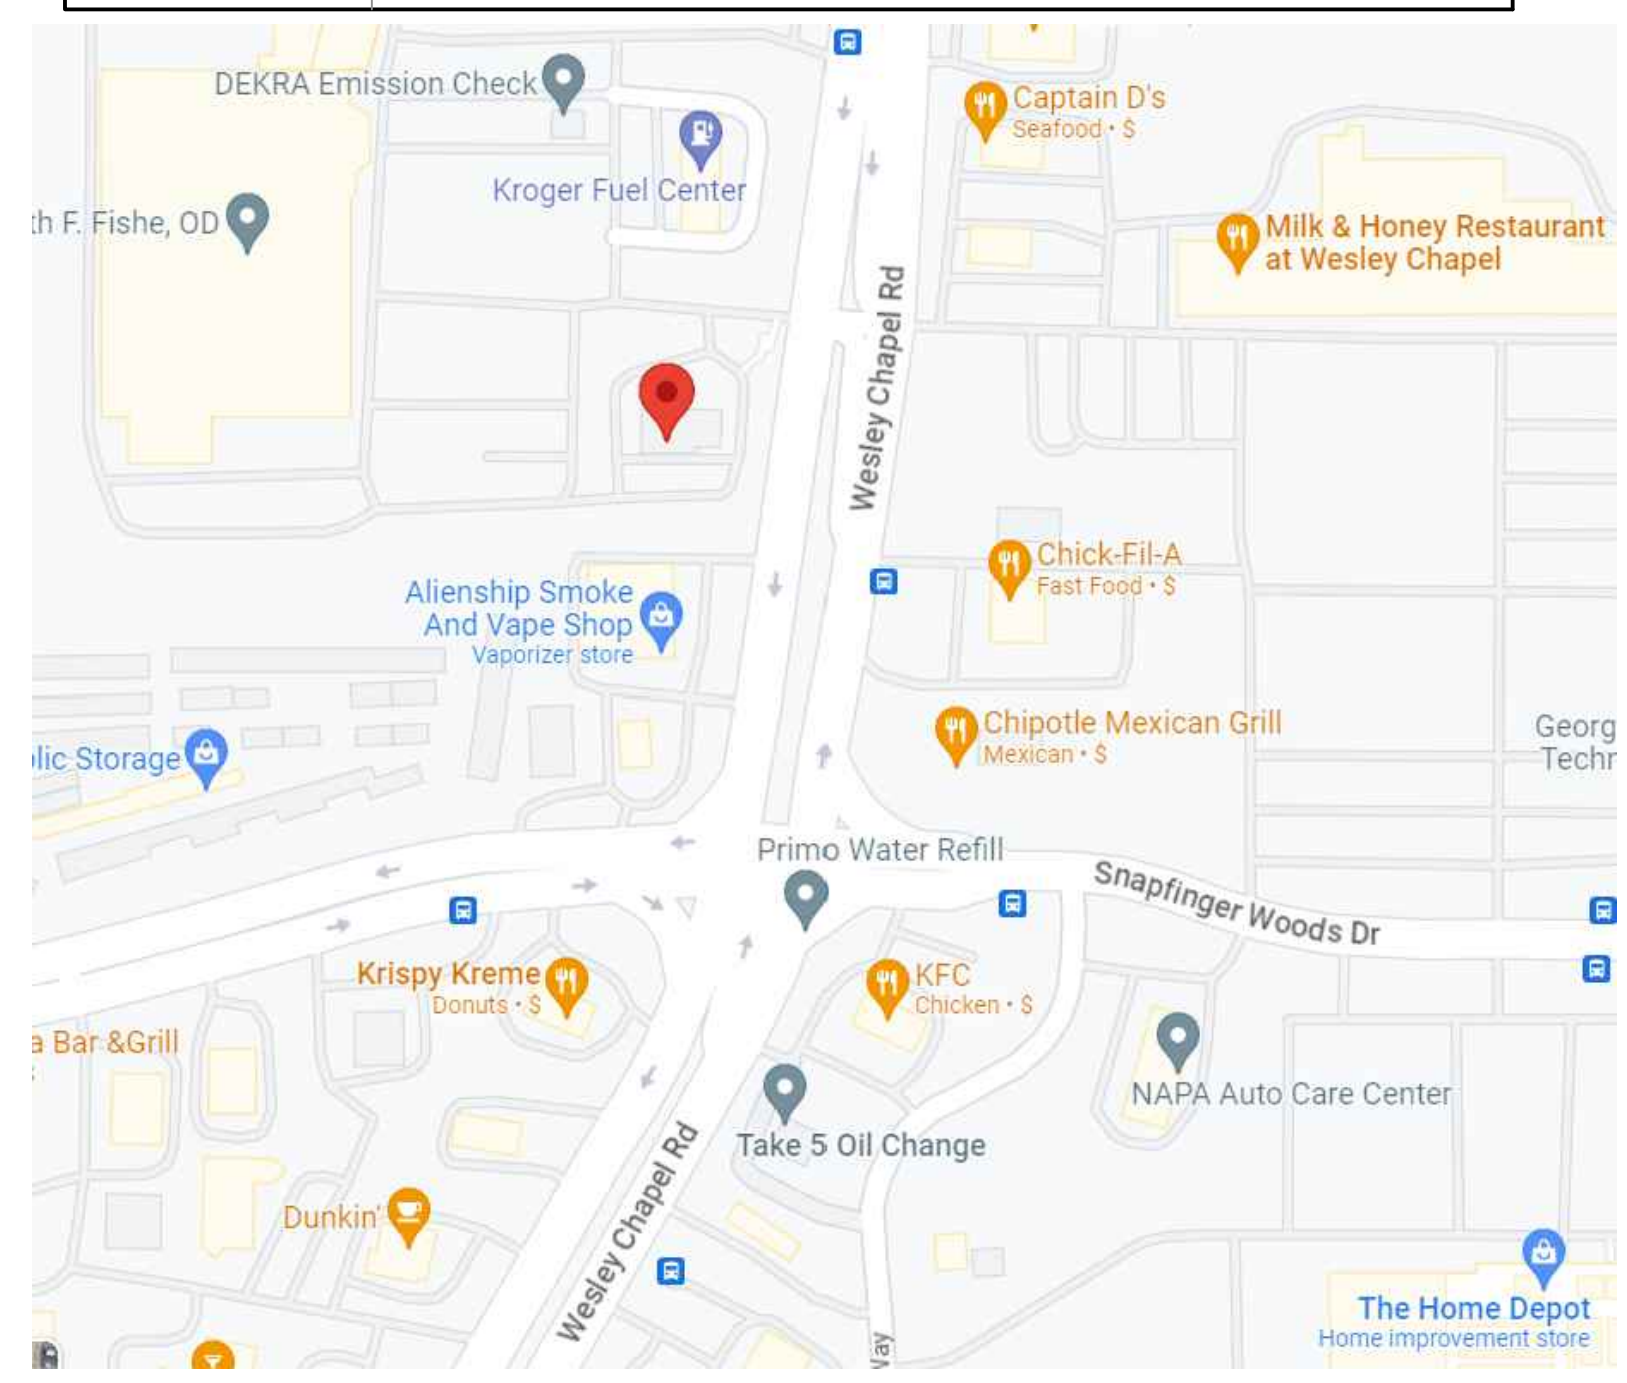 DEKRA Emission Check
Captain D's
Seafood • $
Kroger Fuel Center
th F. Fishe, OD
Milk & Honey Restaurant
at Wesley Chapel
Wesley Chapel Rd
Chick-Fil-A
Fast Food • $
Alienship Smoke
And Vape Shop
Vaporizer store
Chipotle Mexican Grill
Mexican • $
Georg
Techr
lic Storage
Primo Water Refill
Snapfinger Woods Dr
Krispy Kreme
Donuts • $
KFC
Chicken • $
a Bar &Grill
NAPA Auto Care Center
Take 5 Oil Change
Wesley Chapel Rd
Dunkin'
The Home Depot
Home improvement store
Way